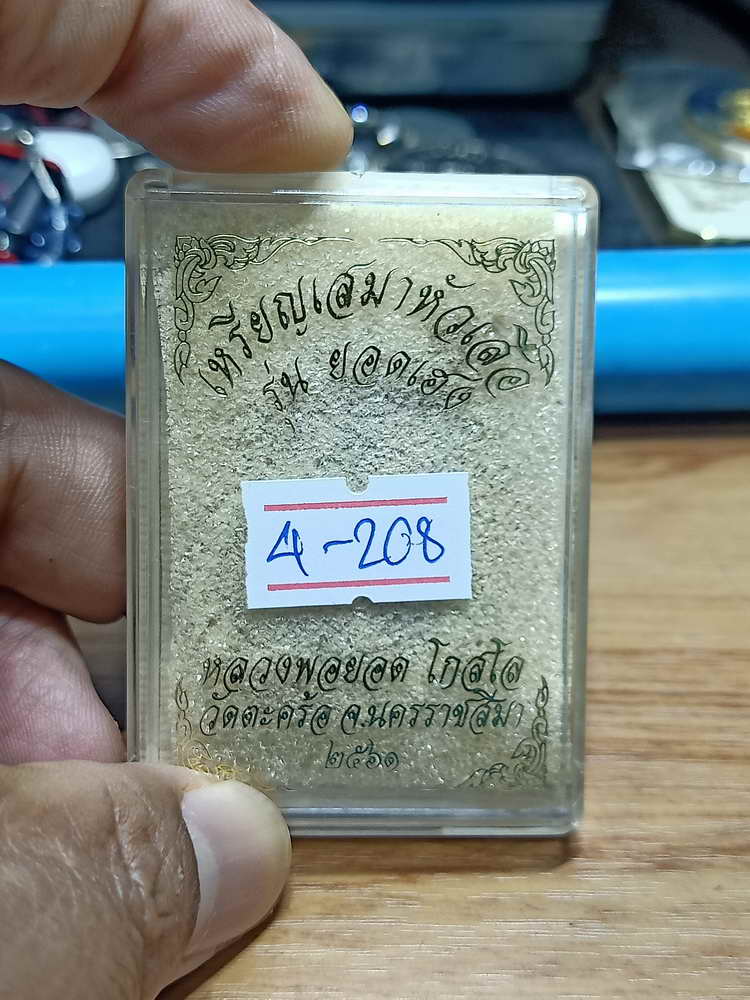 เหรียญเสมาหัวเสือ
รุ่น ยอดเฮง
4-208
หลวงพ่อยอด โกสโล
วัดตะคร้อ จ.นครราชสีมา
๒๕๖๑